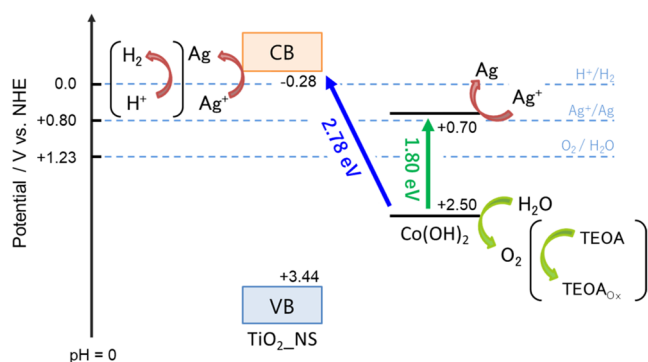 Potential / V vs. NHE
0.0
+0.80
+1.23
pH = 0
H₂
H⁺
Ag
Ag⁺
CB
-0.28
+3.44
VB
TiO₂_NS
2.78 eV
1.80 eV
Ag
Ag⁺
+0.70
+2.50
Co(OH)₂
H₂O
O₂
TEOA
TEOA_Ox
H⁺/H₂
Ag⁺/Ag
O₂ / H₂O